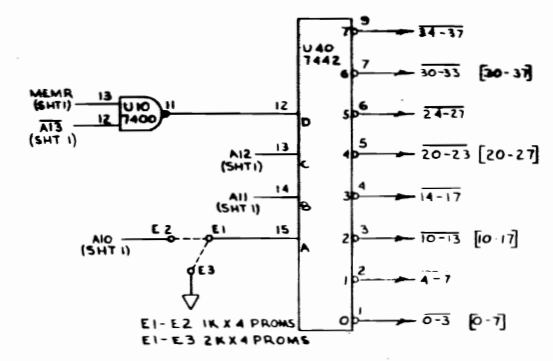 9
7 34-37
U40
7442
7
6 30-33 [30-37]
MEMR 13
(SHT1)
U10 11
7400
12
D
6
5 24-27
A13 12
(SHT 1)
A12 13
(SHT1)
C
5
4 20-23 [20-27]
A11 14
(SHT 1)
B
4
3 14-17
A10
(SHT 1)
E2 E1 15
A
3
2 10-13 [10-17]
E3
2
1 4-7
E1-E2 1K X 4 PROMS
E1-E3 2K X 4 PROMS
1
0 0-3 [0-7]